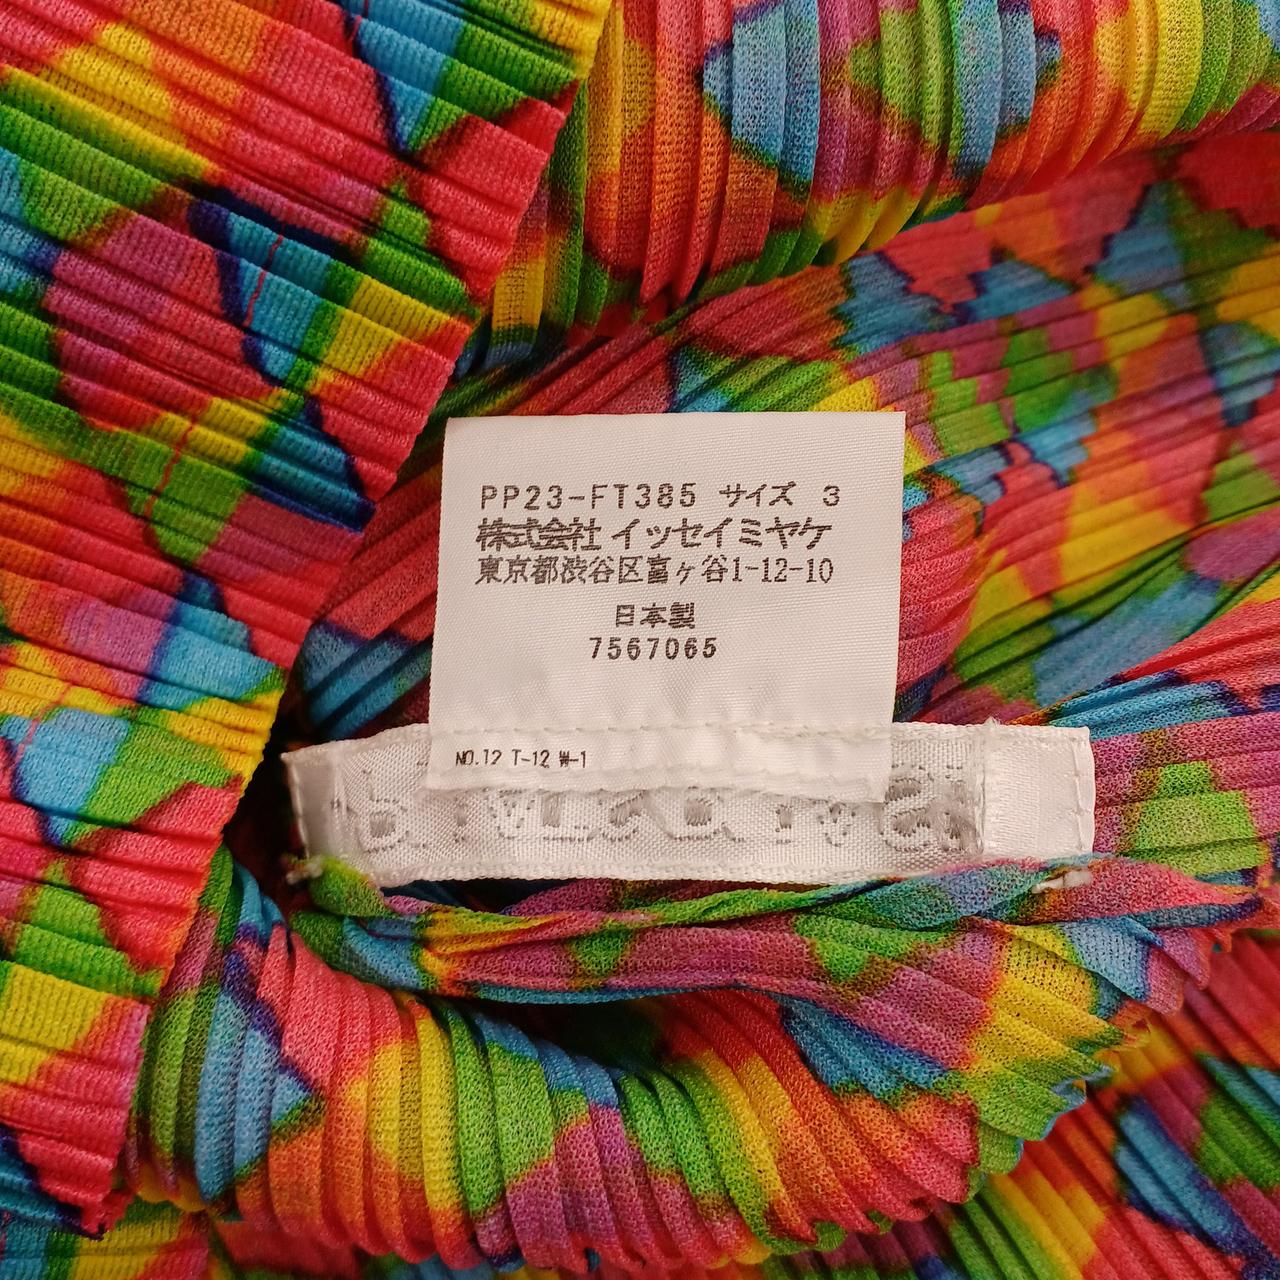 PP23-FT385 サイズ 3
株式会社 イッセイミヤケ
東京都渋谷区富ヶ谷1-12-10
日本製
7567065
NO.12 T-12 W-1